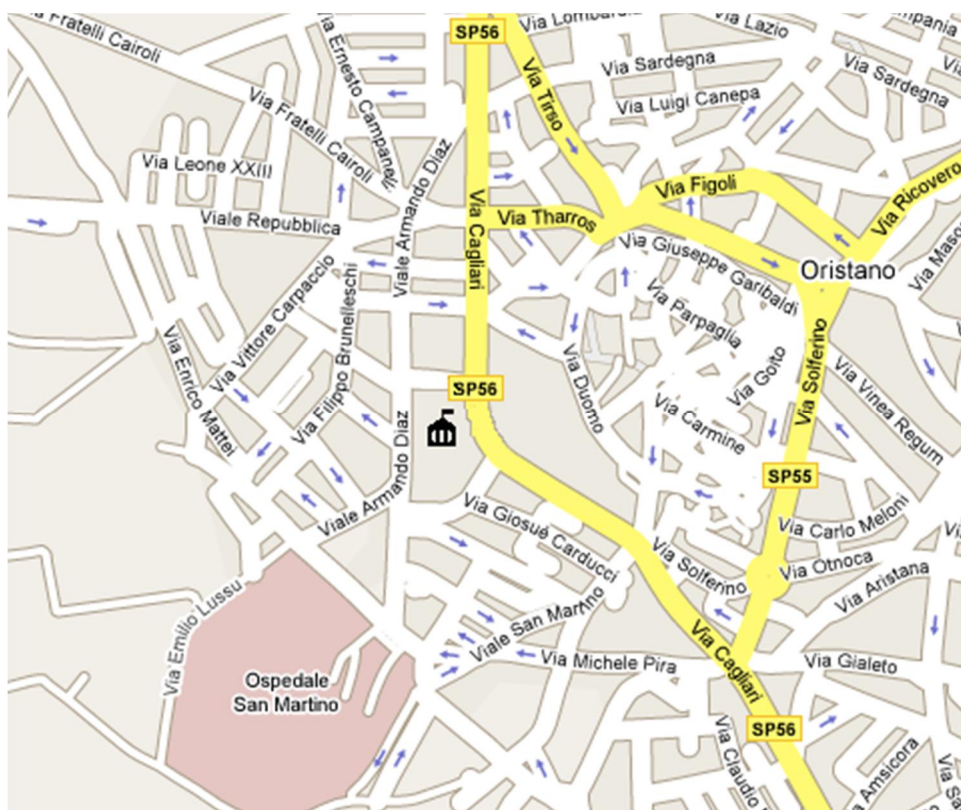 SP56
Via Lombardia
Via Lazio
Fratelli Cairoli
Via Ernesto Campanelli
Via Sardegna
Via Sardegna
Via Tirso
Via Luigi Canepa
Via Fratelli Cairoli
Via Leone XXIII
Viale Armando Diaz
Via Figoli
Via Ricovero
Viale Repubblica
Via Cagliari
Via Tharros
Via Giuseppe Garibaldi
Oristano
Via Vittore Carpaccio
Via Filippo Brunelleschi
Via Parpaglia
Via Enrico Mattei
Via Solferino
Via Goito
Via Vinea Regum
SP56
Via Duomo
Via Carmine
Viale Armando Diaz
SP55
Via Giosué Carducci
Via Carlo Meloni
Via Solferino
Via Otnoca
Via Aristana
Via Emilio Lussu
Viale San Martino
Via Cagliari
Via Michele Pira
Via Gialeto
Ospedale
San Martino
SP56
Via Claudio
Via Amsicora